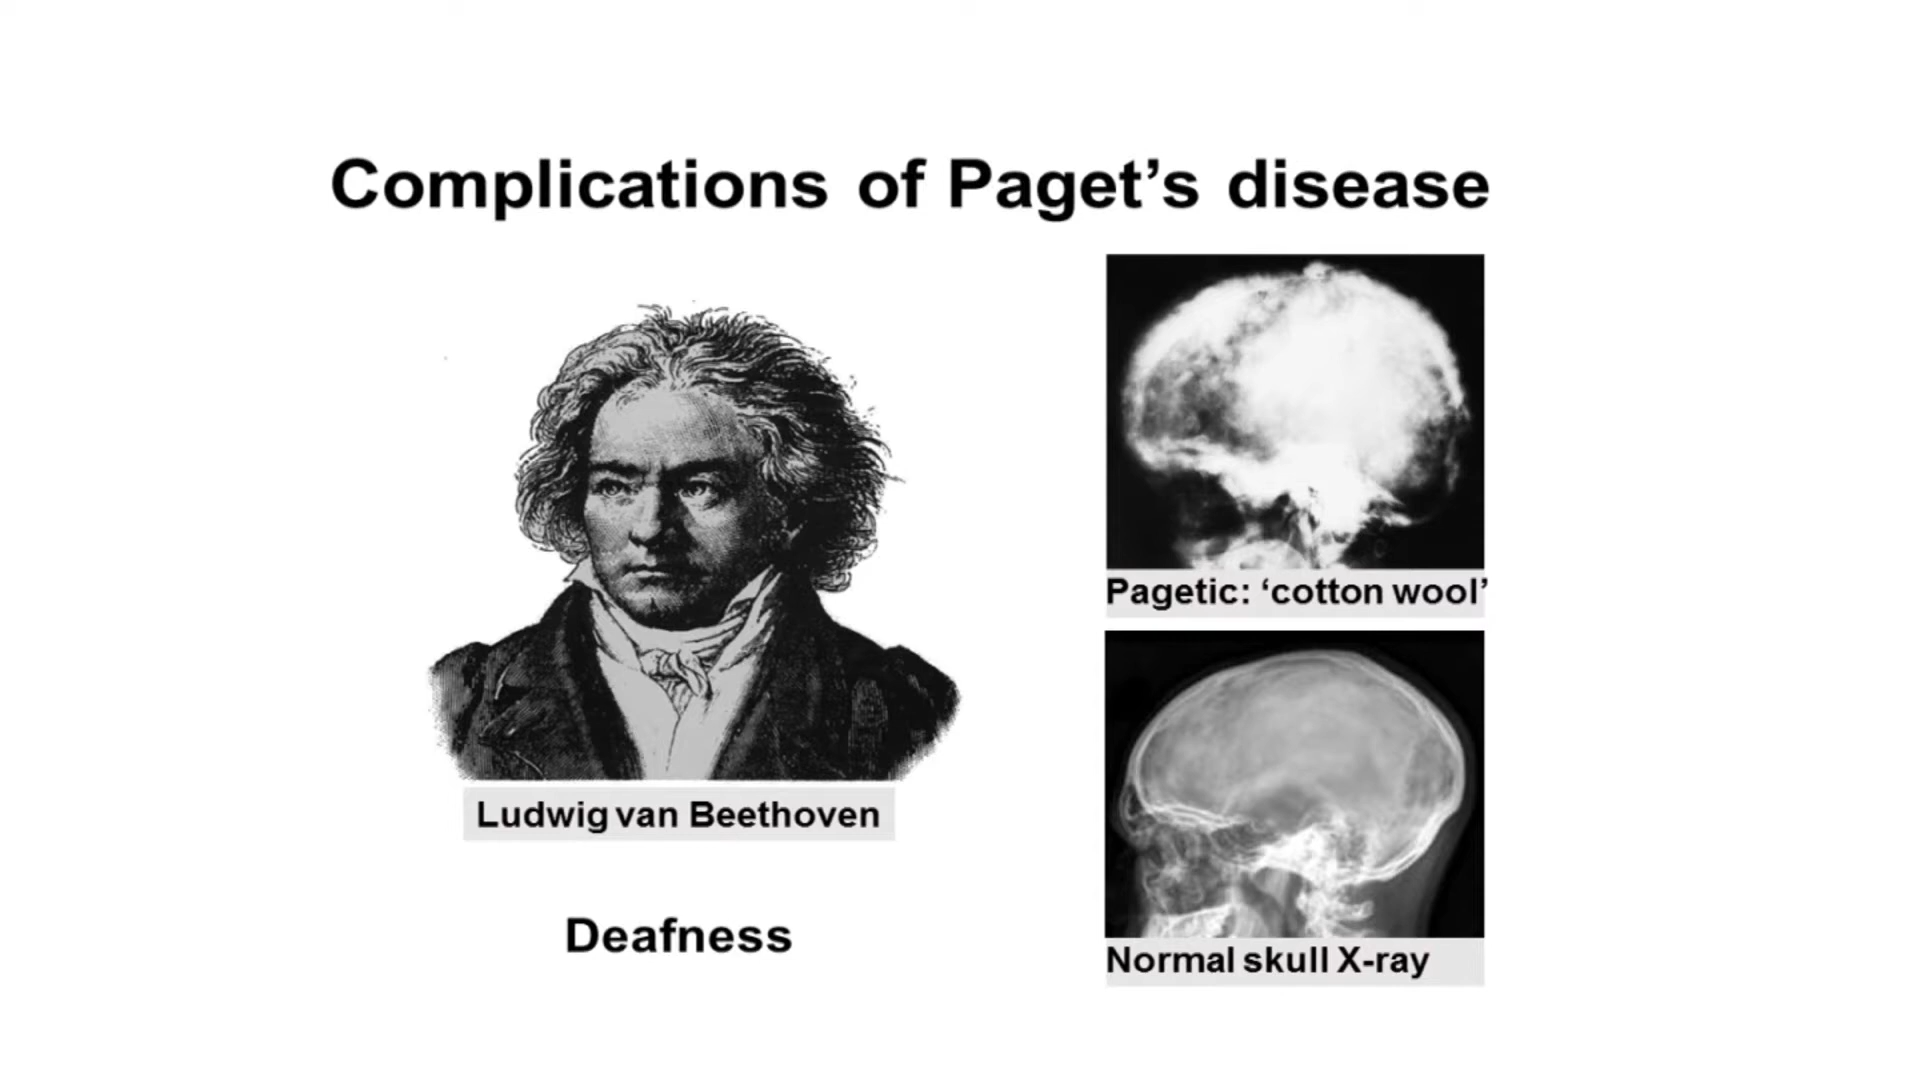 Complications of Paget’s disease
Ludwig van Beethoven
Deafness
Pagetic: ‘cotton wool’
Normal skull X-ray